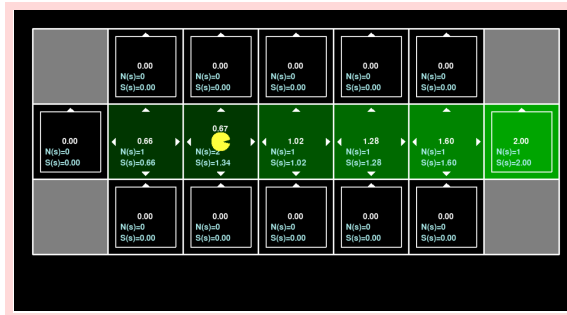 0.00 0.00 0.00 0.00 0.00
N(s)=0 N(s)=0 N(s)=0 N(s)=0 N(s)=0
S(s)=0.00 S(s)=0.00 S(s)=0.00 S(s)=0.00 S(s)=0.00
0.67
0.00 0.66 1.02 1.28 1.60 2.00
N(s)=0 N(s)=1 N(s)=1 N(s)=1 N(s)=1 N(s)=1
S(s)=0.00 S(s)=0.66 S(s)=1.34 S(s)=1.02 S(s)=1.28 S(s)=1.60 S(s)=2.00
0.00 0.00 0.00 0.00 0.00
N(s)=0 N(s)=0 N(s)=0 N(s)=0 N(s)=0
S(s)=0.00 S(s)=0.00 S(s)=0.00 S(s)=0.00 S(s)=0.00